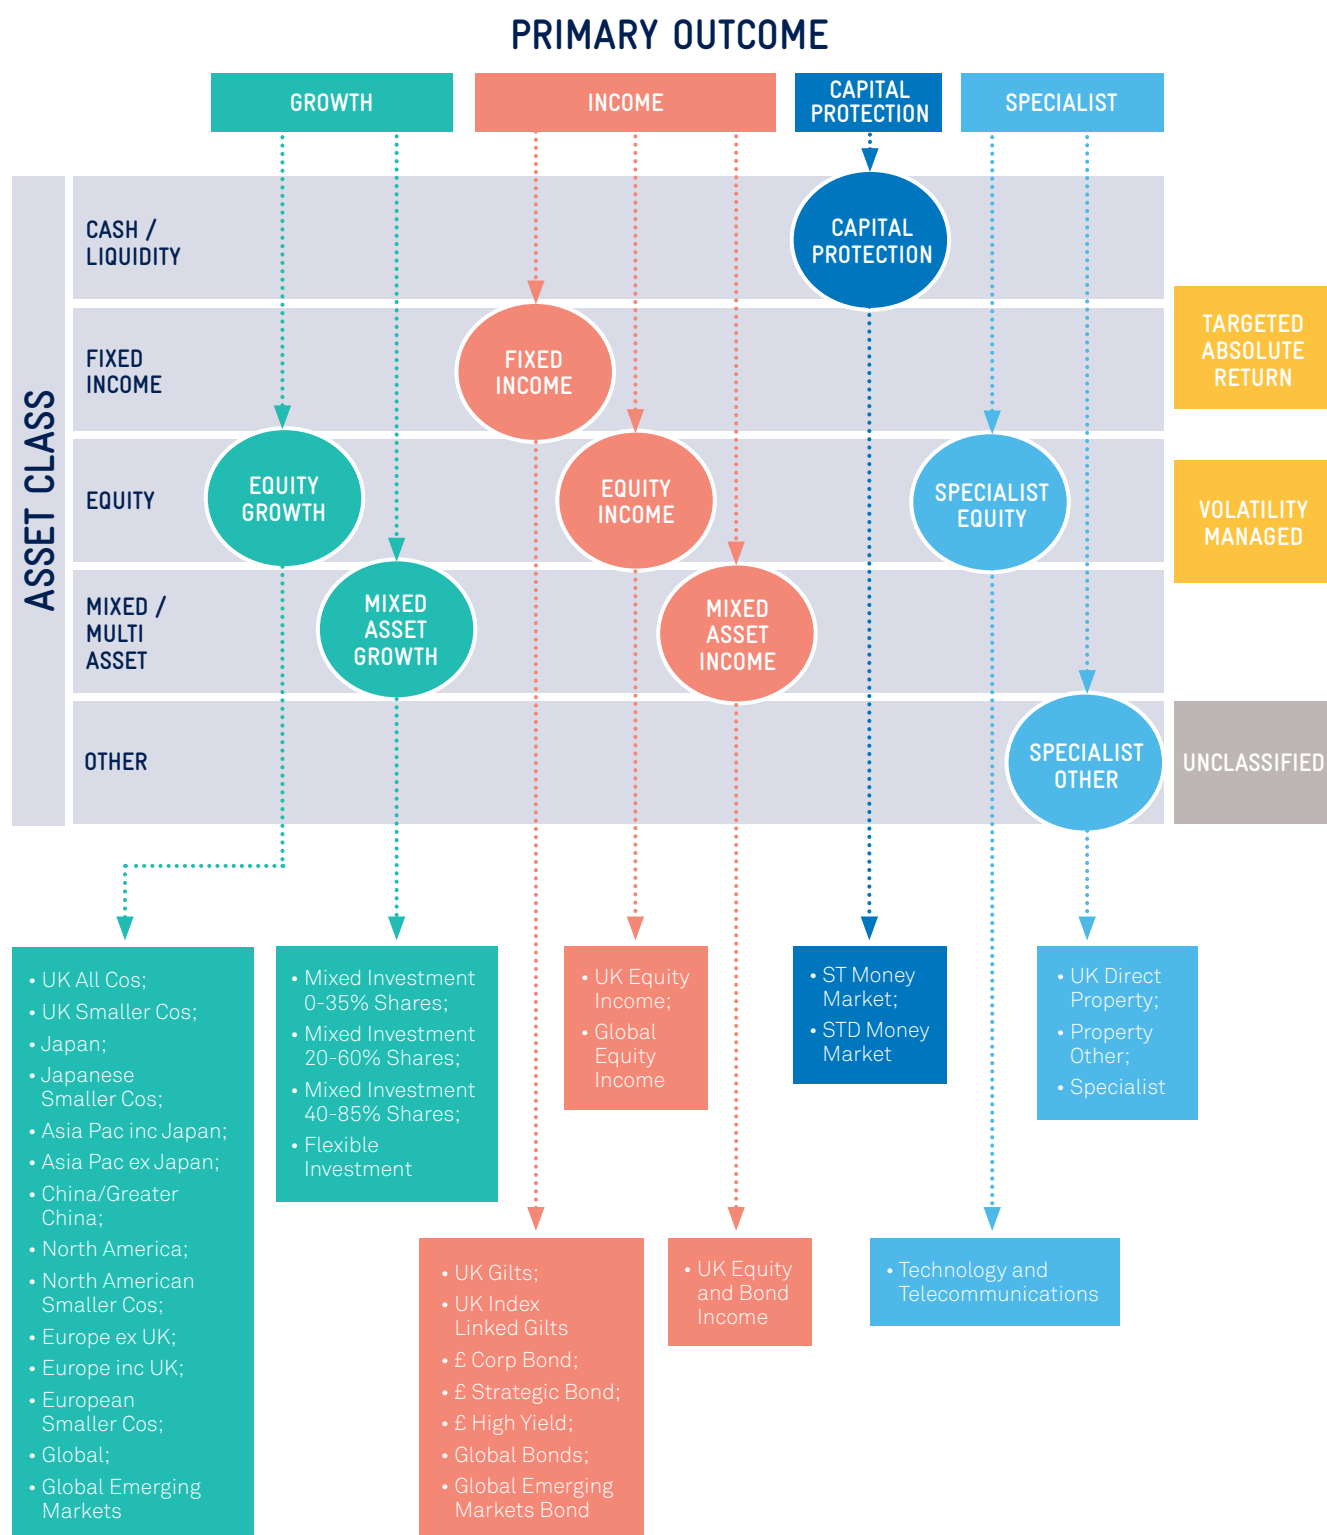 PRIMARY OUTCOME
GROWTH
INCOME
CAPITAL
PROTECTION
SPECIALIST
ASSET CLASS
CASH /
LIQUIDITY
CAPITAL
PROTECTION
FIXED
INCOME
FIXED
INCOME
TARGETED
ABSOLUTE
RETURN
EQUITY
EQUITY
GROWTH
EQUITY
INCOME
SPECIALIST
EQUITY
VOLATILITY
MANAGED
MIXED /
MULTI
ASSET
MIXED
ASSET
GROWTH
MIXED
ASSET
INCOME
OTHER
SPECIALIST
OTHER
UNCLASSIFIED
• UK All Cos;
• UK Smaller Cos;
• Japan;
• Japanese
Smaller Cos;
• Asia Pac inc Japan;
• Asia Pac ex Japan;
• China/Greater
China;
• North America;
• North American
Smaller Cos;
• Europe ex UK;
• Europe inc UK;
• European
Smaller Cos;
• Global;
• Global Emerging
Markets
• Mixed Investment
0-35% Shares;
• Mixed Investment
20-60% Shares;
• Mixed Investment
40-85% Shares;
• Flexible
Investment
• UK Equity
Income;
• Global
Equity
Income
• ST Money
Market;
• STD Money
Market
• UK Direct
Property;
• Property
Other;
• Specialist
• UK Gilts;
• UK Index
Linked Gilts
• £ Corp Bond;
• £ Strategic Bond;
• £ High Yield;
• Global Bonds;
• Global Emerging
Markets Bond
• UK Equity
and Bond
Income
• Technology and
Telecommunications